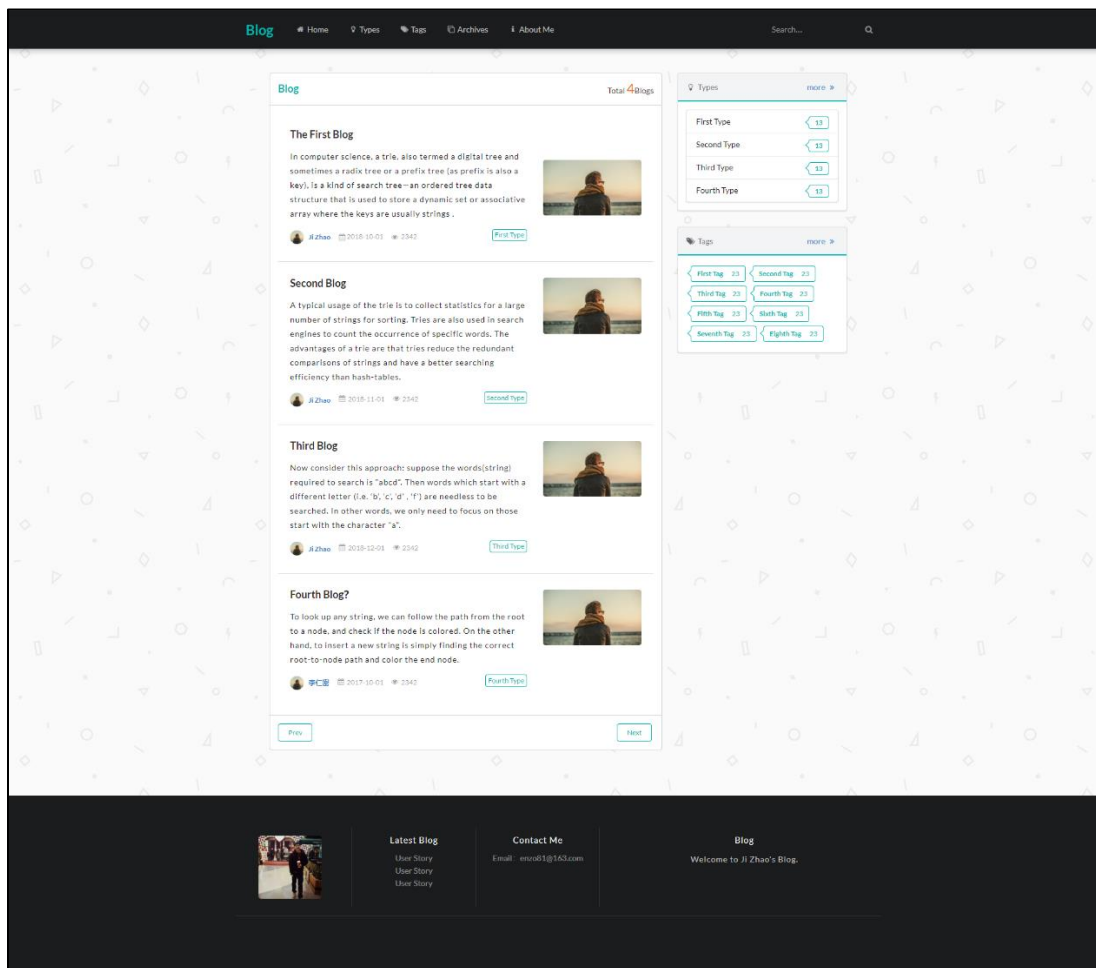 Blog Home Types Tags Archives About Me Search...
Blog Total 4Blogs
The First Blog
In computer science, a trie, also termed a digital tree and
sometimes a radix tree or a prefix tree (as prefix is also a
key), is a kind of search tree—an ordered tree data
structure that is used to store a dynamic set or associative
array where the keys are usually strings .
Ji Zhao 2018-10-01 2342 First Type
Second Blog
A typical usage of the trie is to collect statistics for a large
number of strings for sorting. Tries are also used in search
engines to count the occurrence of specific words. The
advantages of a trie are that tries reduce the redundant
comparisons of strings and have a better searching
efficiency than hash-tables.
Ji Zhao 2018-11-01 2342 Second Type
Third Blog
Now consider this approach: suppose the words(string)
required to search is "abcd". Then words which start with a
different letter (i.e. 'b', 'c', 'd' , 'f') are needless to be
searched. In other words, we only need to focus on those
start with the character "a".
Ji Zhao 2018-12-01 2342 Third Type
Fourth Blog?
To look up any string, we can follow the path from the root
to a node, and check if the node is colored. On the other
hand, to insert a new string is simply finding the correct
root-to-node path and color the end node.
李仁密 2017-10-01 2342 Fourth Type
Prev Next
Types more »
First Type 13
Second Type 13
Third Type 13
Fourth Type 13
Tags more »
First Tag 23 Second Tag 23
Third Tag 23 Fourth Tag 23
Fifth Tag 23 Sixth Tag 23
Seventh Tag 23 Eighth Tag 23
Latest Blog
User Story
User Story
User Story
Contact Me
Email：enzo81@163.com
Blog
Welcome to Ji Zhao's Blog.